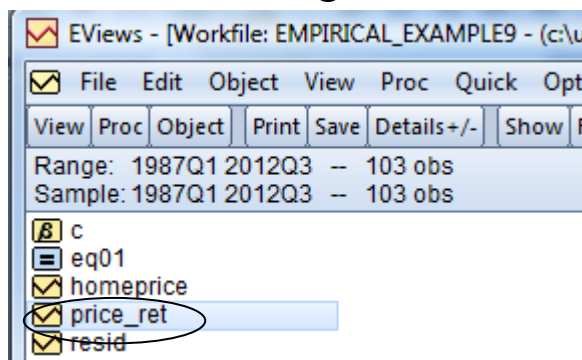 EViews - [Workfile: EMPIRICAL_EXAMPLE9 - (c:\u
File Edit Object View Proc Quick Opt
View Proc Object Print Save Details+/- Show
Range: 1987Q1 2012Q3 -- 103 obs
Sample: 1987Q1 2012Q3 -- 103 obs
β c
= eq01
homeprice
price_ret
resid